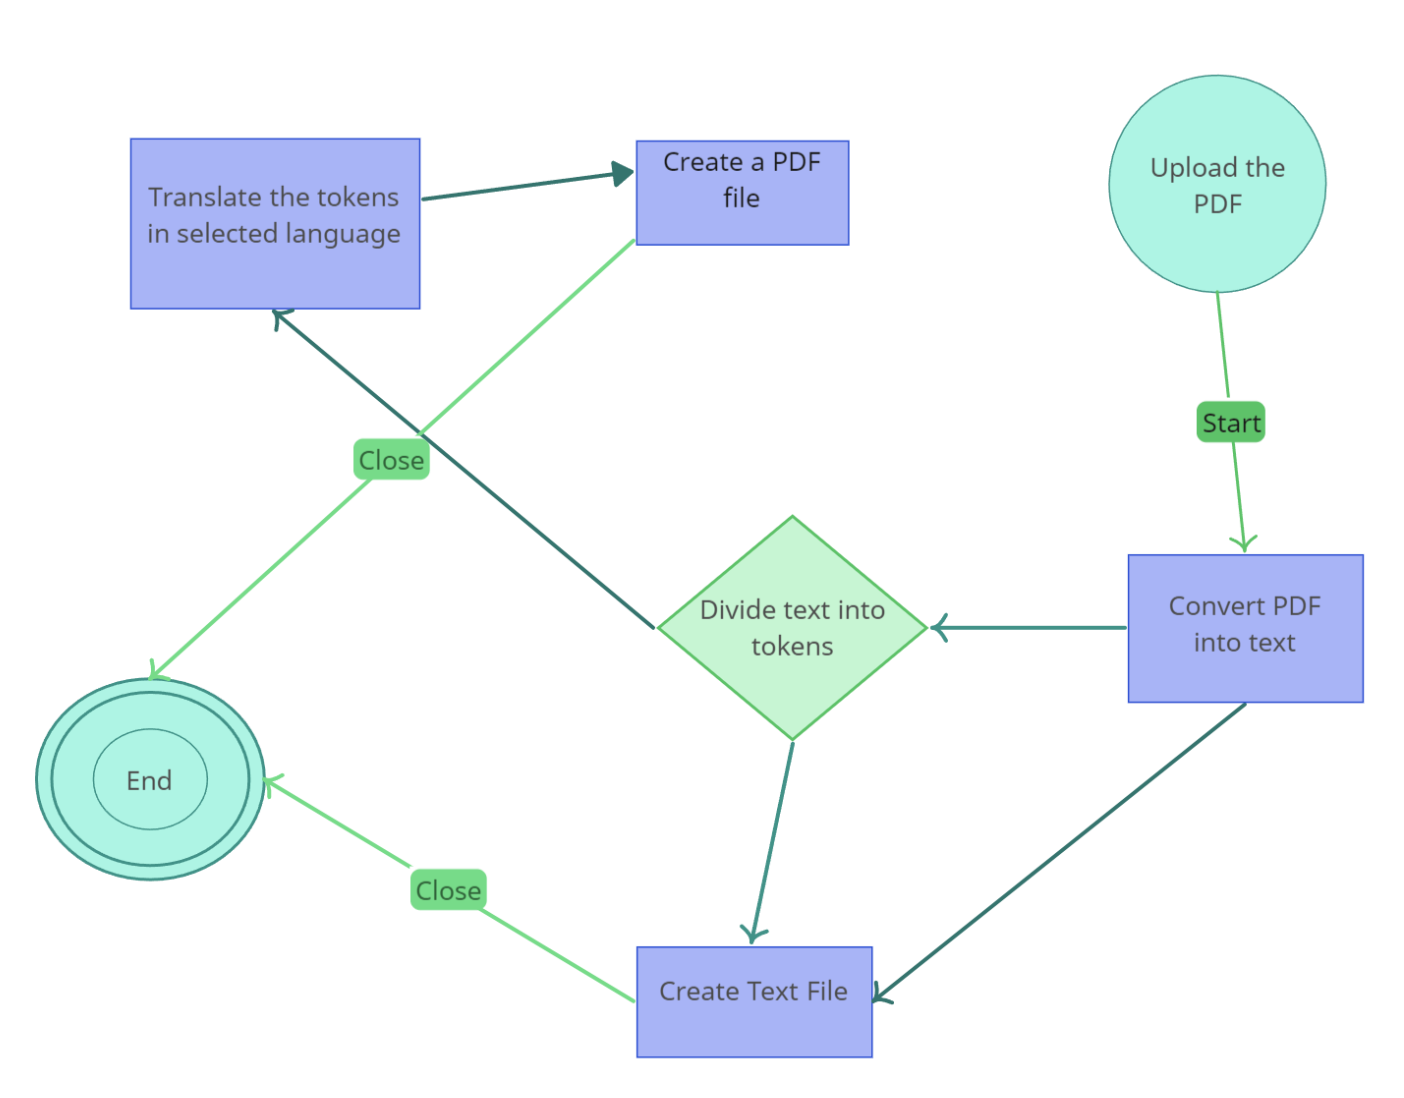 Upload the
PDF
Create a PDF
file
Translate the tokens
in selected language
Start
Close
Divide text into
tokens
Convert PDF
into text
End
Close
Create Text File